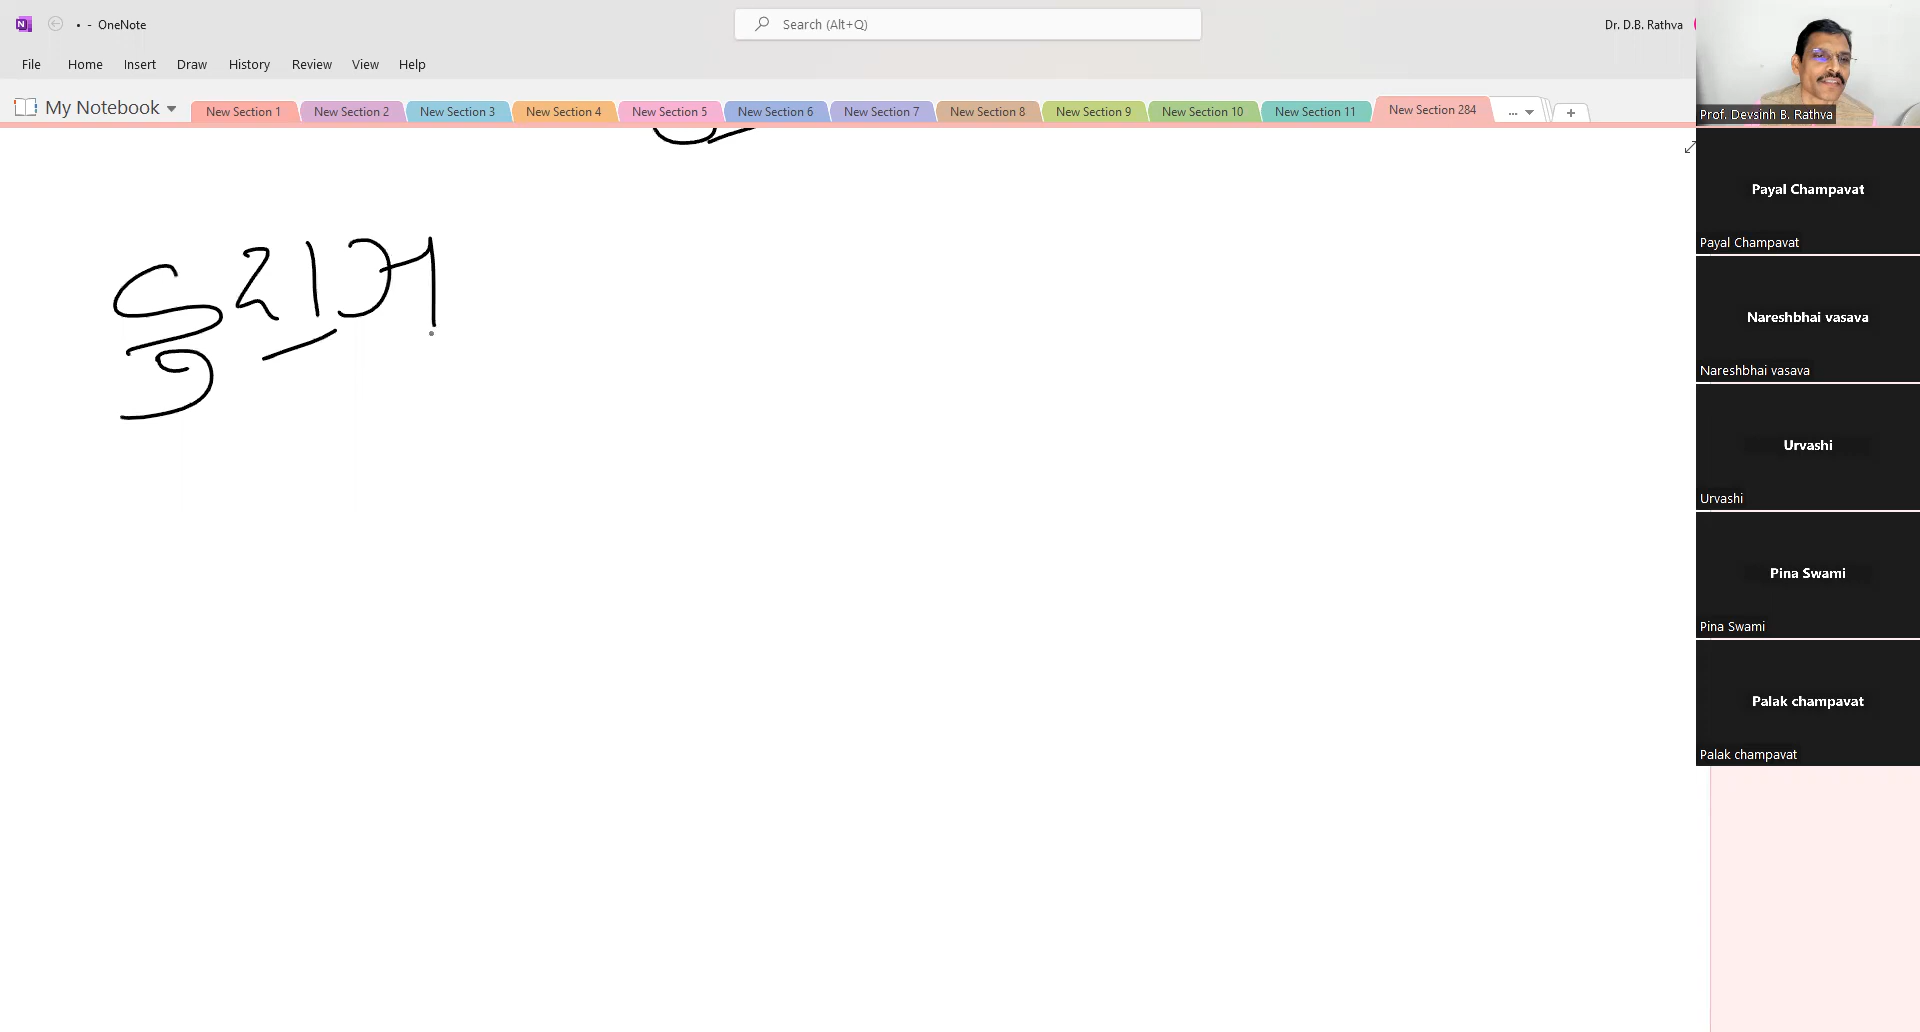 • - OneNote
Search (Alt+Q)
Dr. D.B. Rathva
File Home Insert Draw History Review View Help
My Notebook
New Section 1 New Section 2 New Section 3 New Section 4 New Section 5 New Section 6 New Section 7 New Section 8 New Section 9 New Section 10 New Section 11 New Section 284 ...
Prof. Devsinh B. Rathva
Payal Champavat
Payal Champavat
Nareshbhai vasava
Nareshbhai vasava
Urvashi
Urvashi
Pina Swami
Pina Swami
Palak champavat
Palak champavat